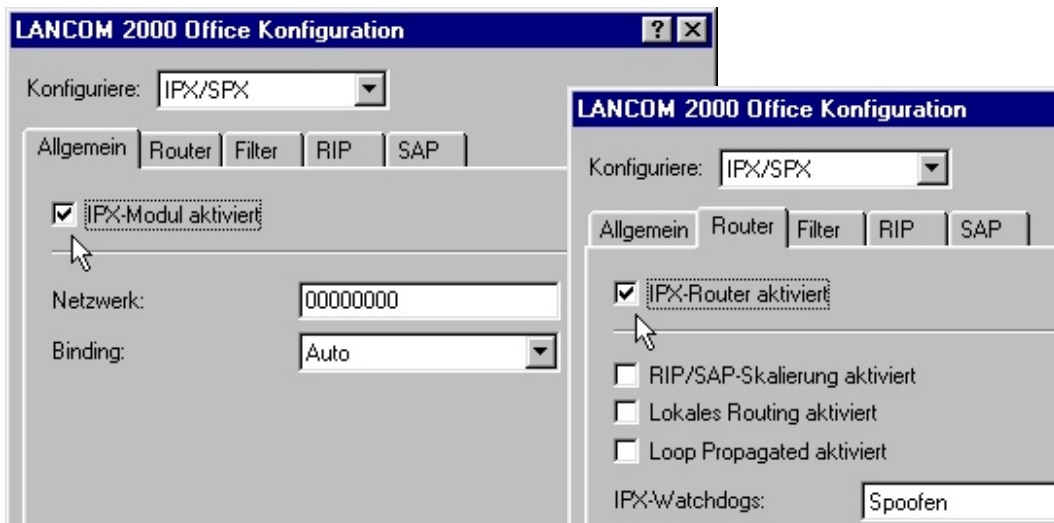 LANCOM 2000 Office Konfiguration
Konfiguriere: IPX/SPX
Allgemein Router Filter RIP SAP
IPX-Modul aktiviert
Netzwerk: 00000000
Binding: Auto
LANCOM 2000 Office Konfiguration
Konfiguriere: IPX/SPX
Allgemein Router Filter RIP SAP
IPX-Router aktiviert
RIP/SAP-Skalierung aktiviert
Lokales Routing aktiviert
Loop Propagated aktiviert
IPX-Watchdogs: Spoofen